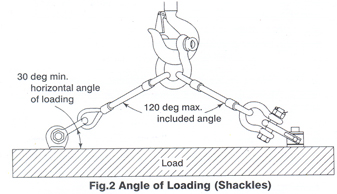 30 deg min.
horizontal angle
of loading
120 deg max.
included angle
Load
Fig.2 Angle of Loading (Shackles)